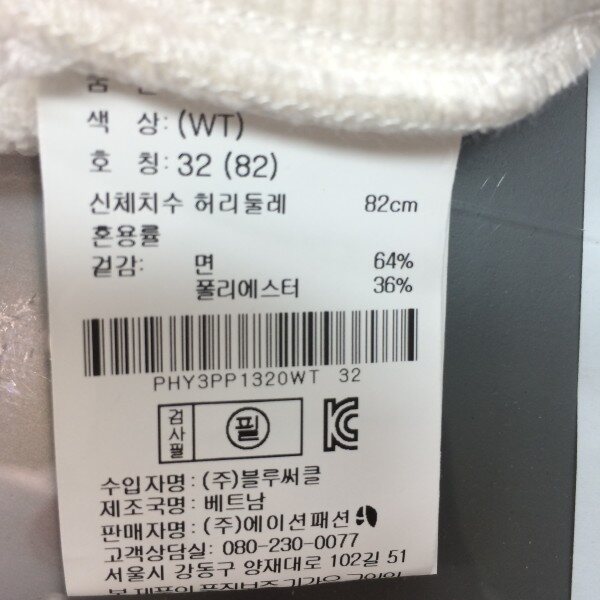 색 상: (WT)
호 칭: 32 (82)
신체치수 허리둘레 82cm
혼용률
겉감: 면 64%
폴리에스터 36%
PHY3PP1320WT 32
검사필 필
수입자명 : (주)블루써클
제조국명 : 베트남
판매자명 : (주)에이션패션
고객상담실: 080-230-0077
서울시 강동구 양재대로 102길 51